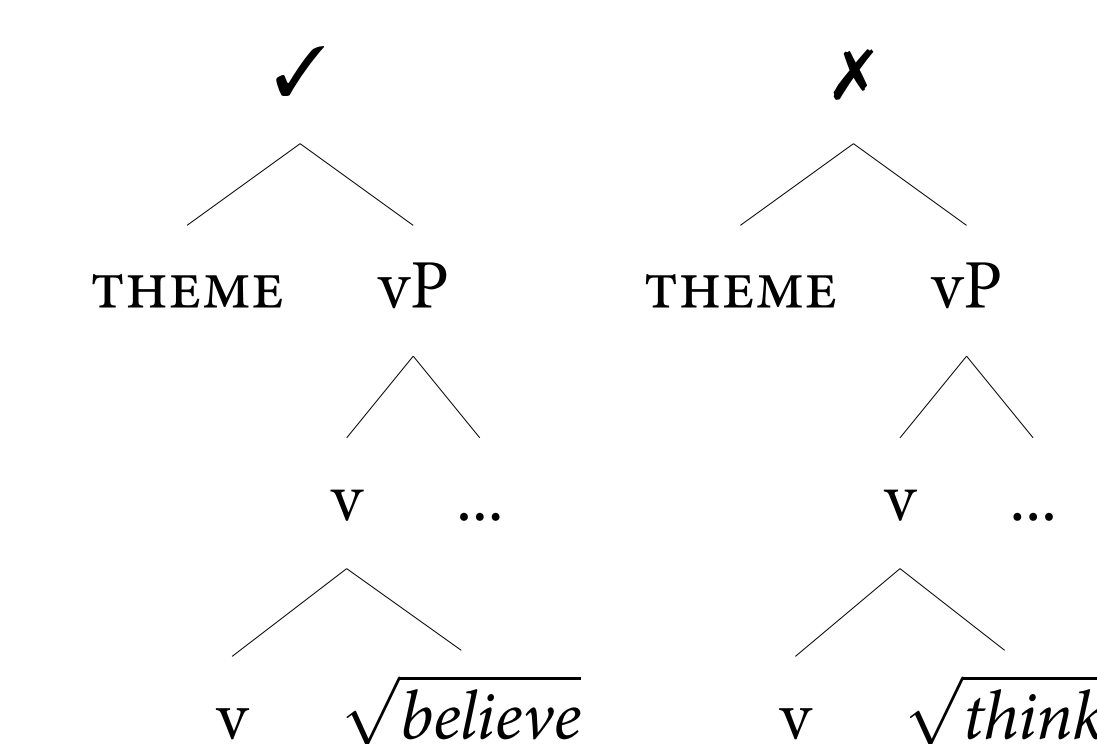 ✓ ✗
THEME vP THEME vP
v ... v ...
v √believe v √think